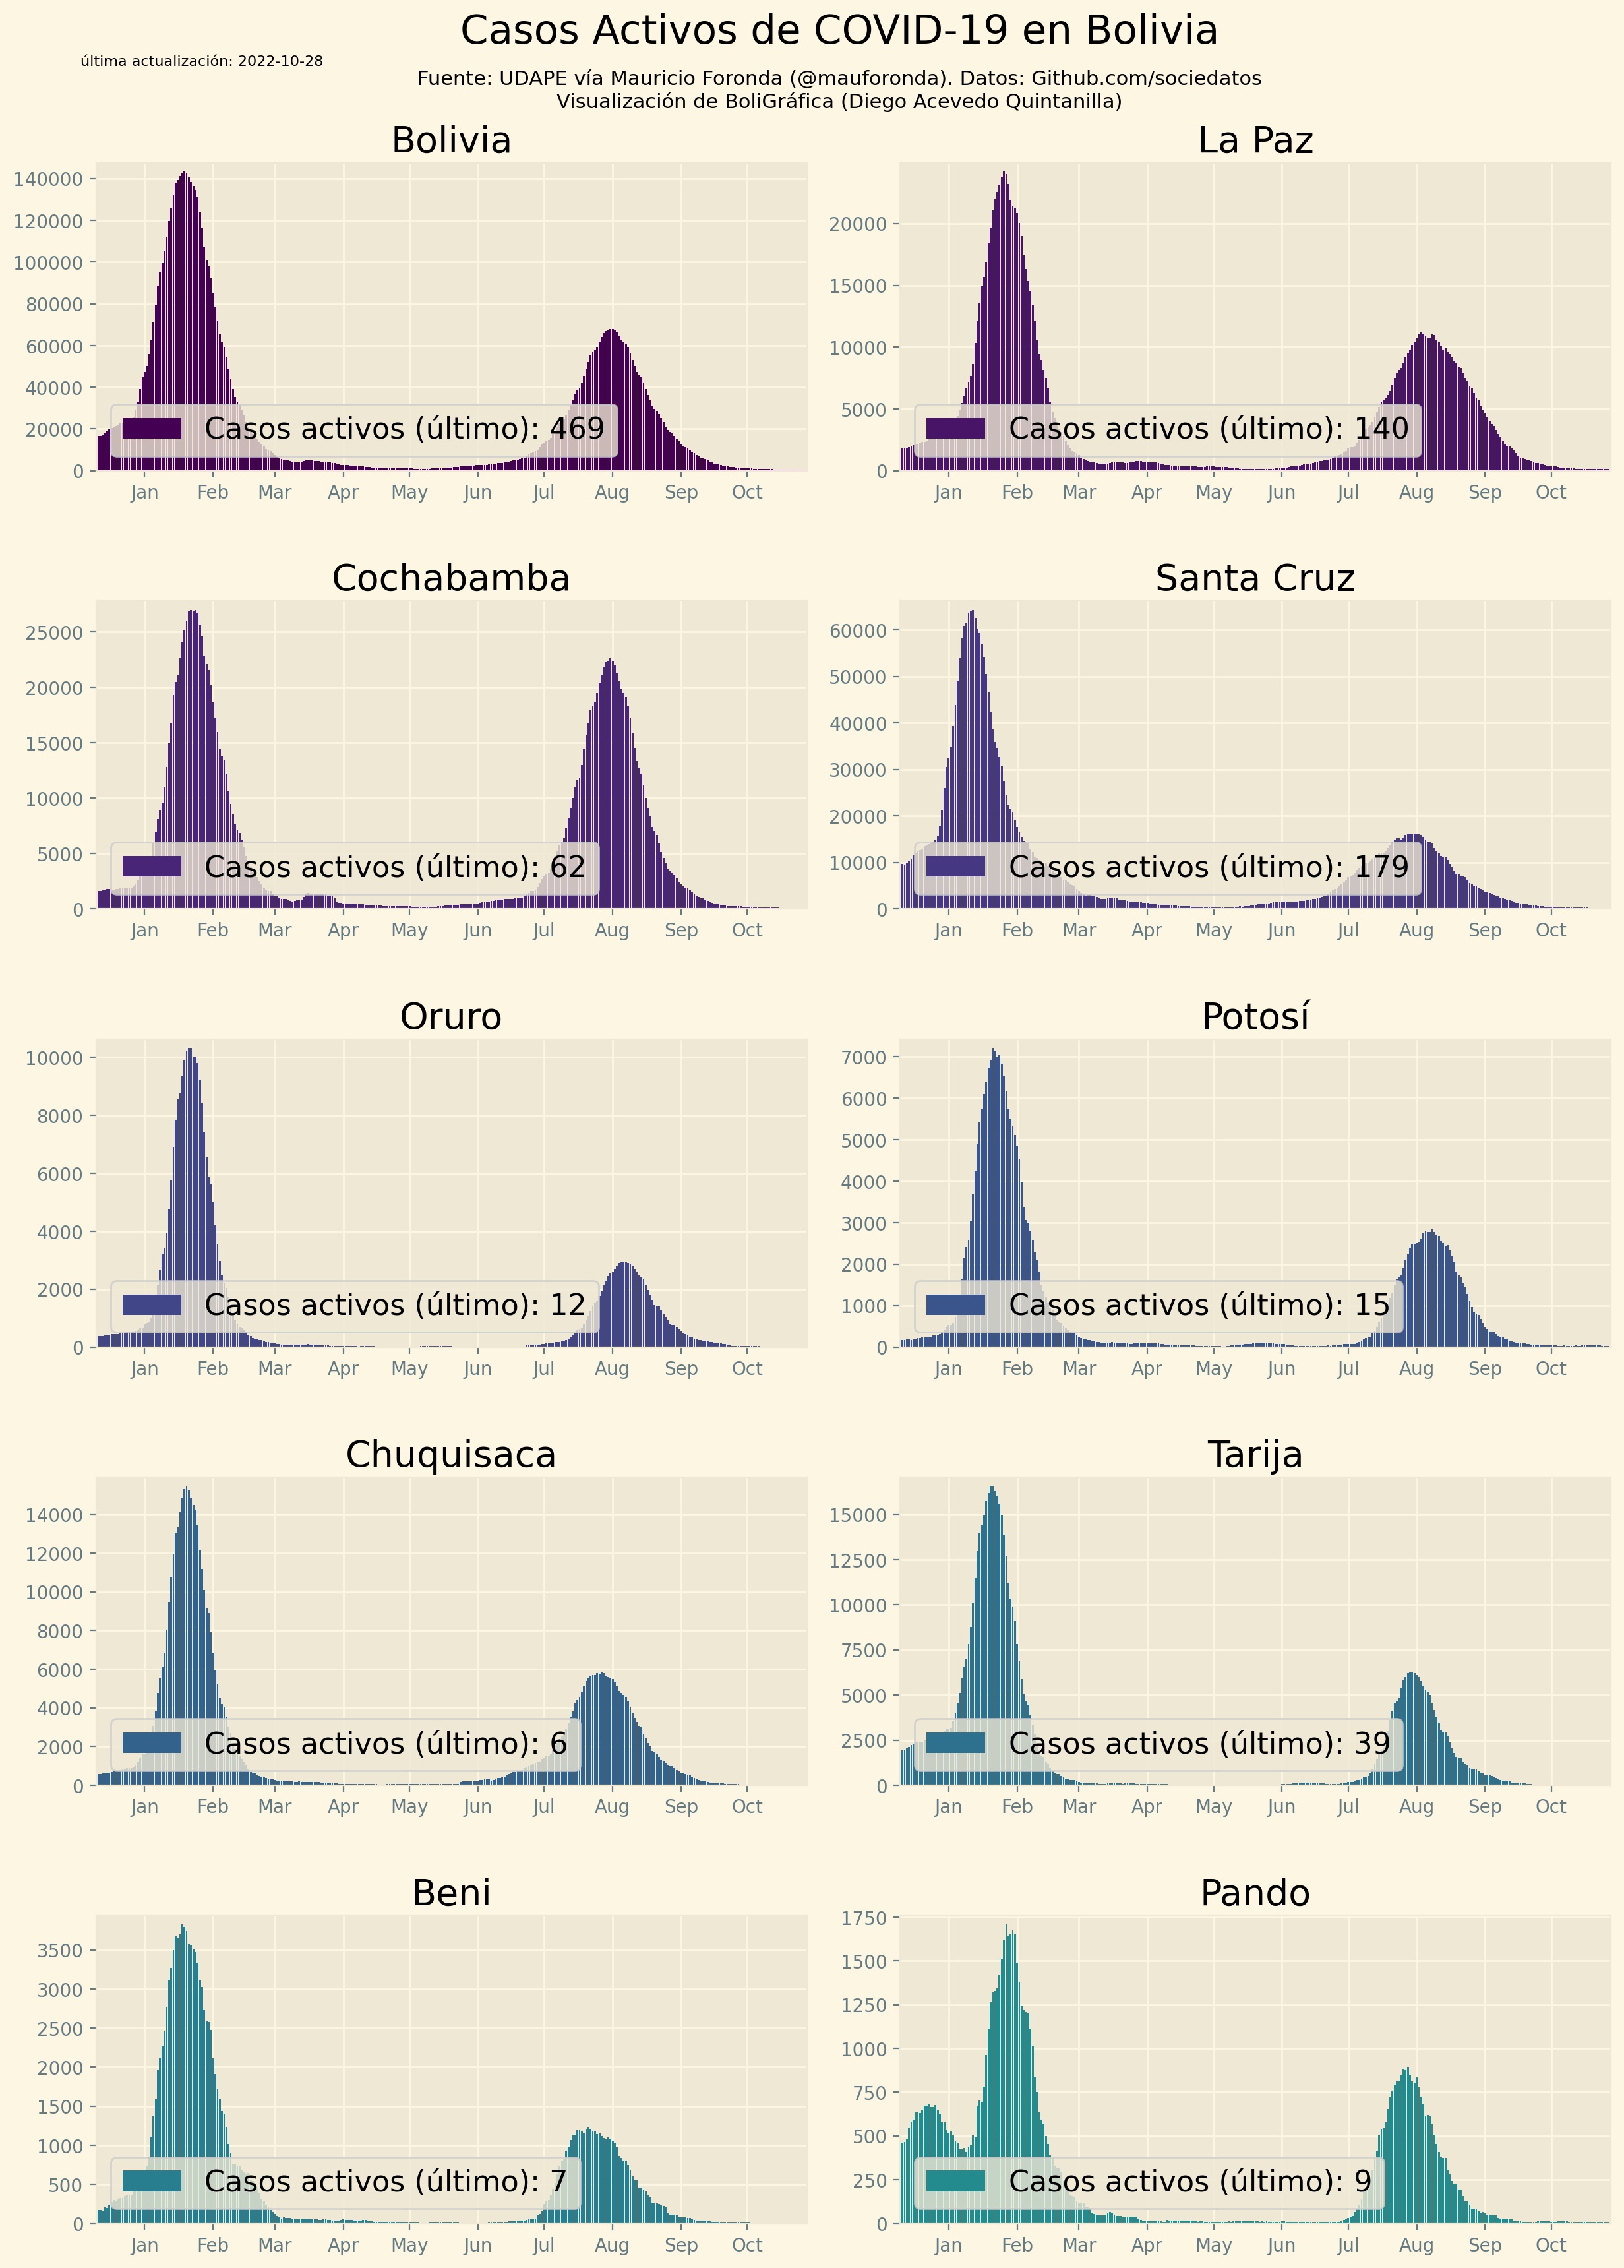 Casos Activos de COVID-19 en Bolivia
última actualización: 2022-10-28
Fuente: UDAPE vía Mauricio Foronda (@mauforonda). Datos: Github.com/sociedatos
Visualización de BoliGráfica (Diego Acevedo Quintanilla)
Bolivia
140000
120000
100000
80000
60000
40000
20000
0
Casos activos (último): 469
Jan Feb Mar Apr May Jun Jul Aug Sep Oct
La Paz
20000
15000
10000
5000
0
Casos activos (último): 140
Jan Feb Mar Apr May Jun Jul Aug Sep Oct
Cochabamba
25000
20000
15000
10000
5000
0
Casos activos (último): 62
Jan Feb Mar Apr May Jun Jul Aug Sep Oct
Santa Cruz
60000
50000
40000
30000
20000
10000
0
Casos activos (último): 179
Jan Feb Mar Apr May Jun Jul Aug Sep Oct
Oruro
10000
8000
6000
4000
2000
0
Casos activos (último): 12
Jan Feb Mar Apr May Jun Jul Aug Sep Oct
Potosí
7000
6000
5000
4000
3000
2000
1000
0
Casos activos (último): 15
Jan Feb Mar Apr May Jun Jul Aug Sep Oct
Chuquisaca
14000
12000
10000
8000
6000
4000
2000
0
Casos activos (último): 6
Jan Feb Mar Apr May Jun Jul Aug Sep Oct
Tarija
15000
12500
10000
7500
5000
2500
0
Casos activos (último): 39
Jan Feb Mar Apr May Jun Jul Aug Sep Oct
Beni
3500
3000
2500
2000
1500
1000
500
0
Casos activos (último): 7
Jan Feb Mar Apr May Jun Jul Aug Sep Oct
Pando
1750
1500
1250
1000
750
500
250
0
Casos activos (último): 9
Jan Feb Mar Apr May Jun Jul Aug Sep Oct